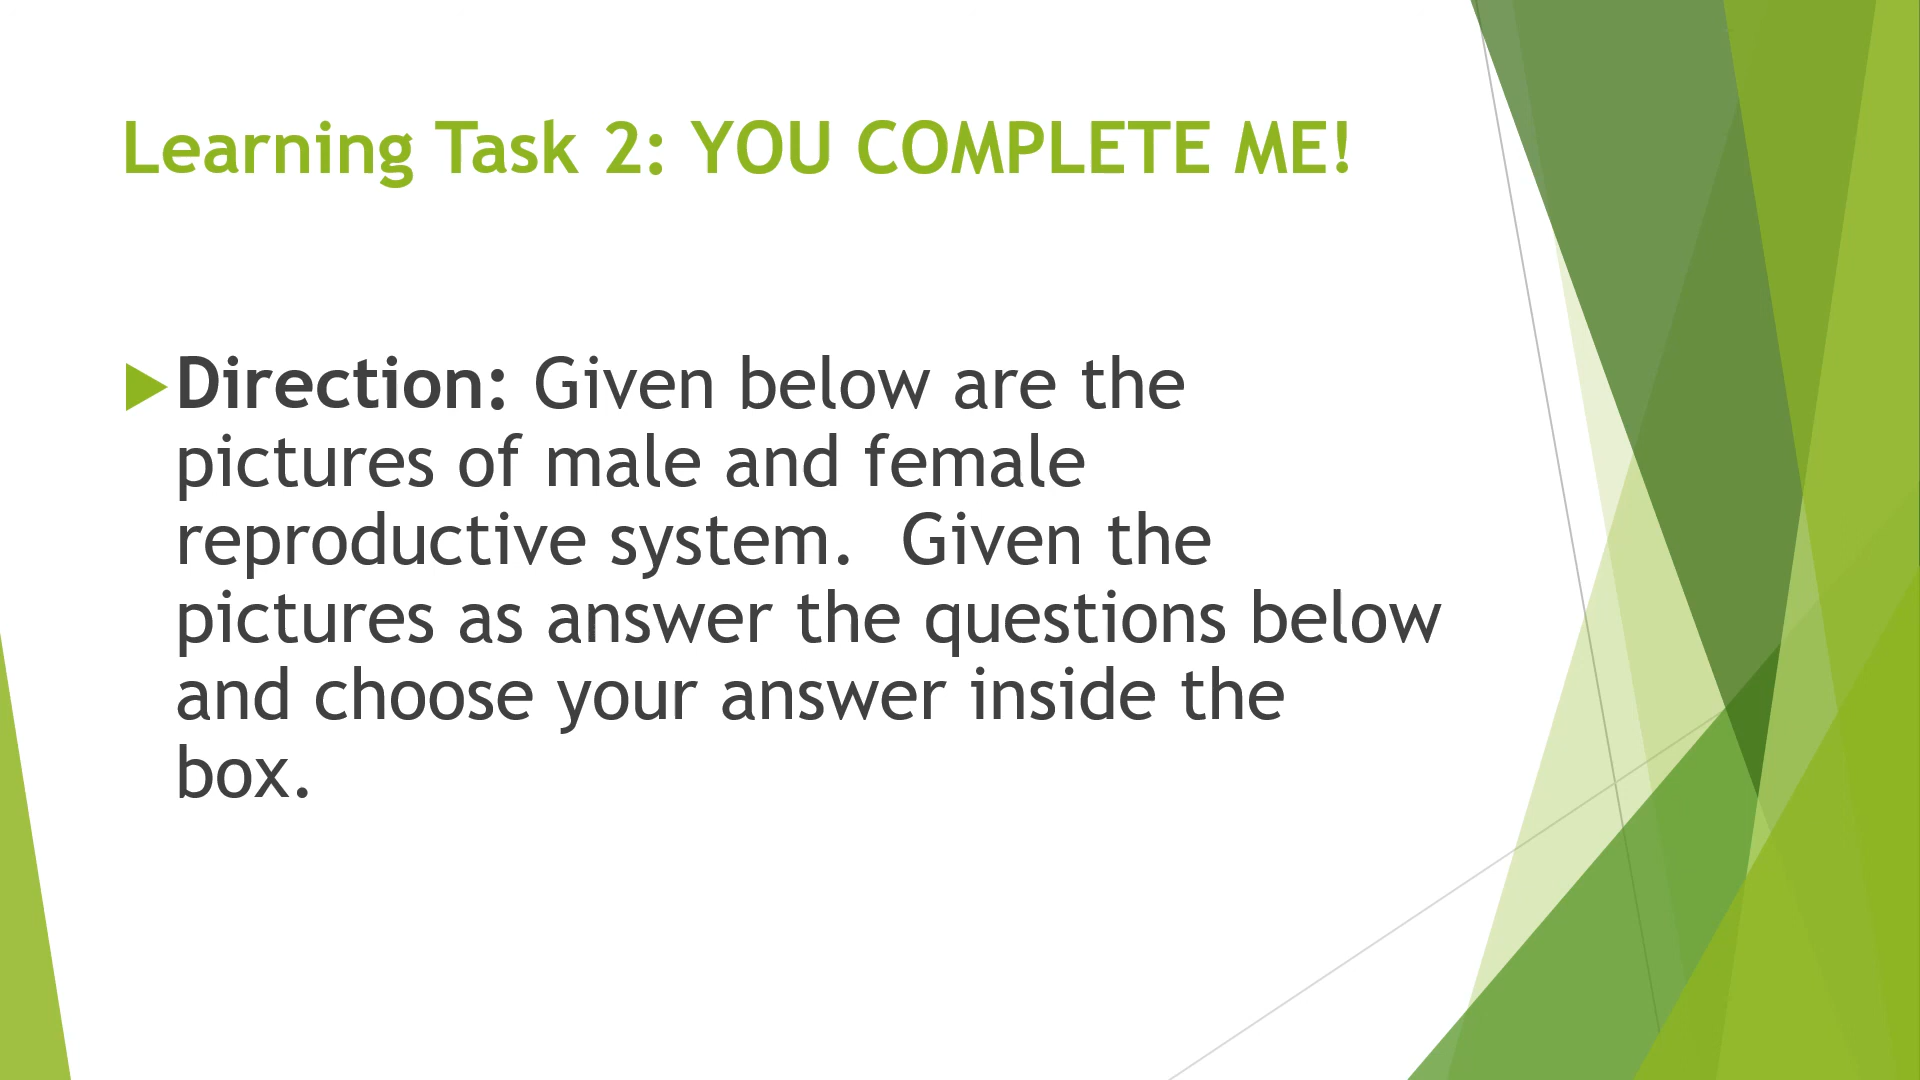 Learning Task 2: YOU COMPLETE ME!
Direction: Given below are the
pictures of male and female
reproductive system.  Given the
pictures as answer the questions below
and choose your answer inside the
box.